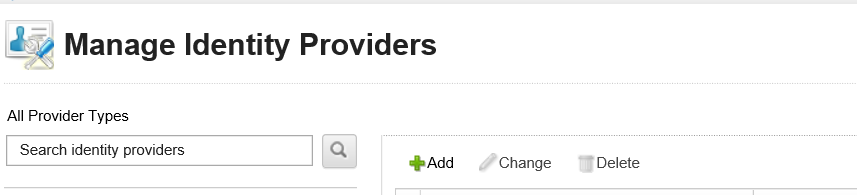 Manage Identity Providers
All Provider Types
Search identity providers
Add Change Delete